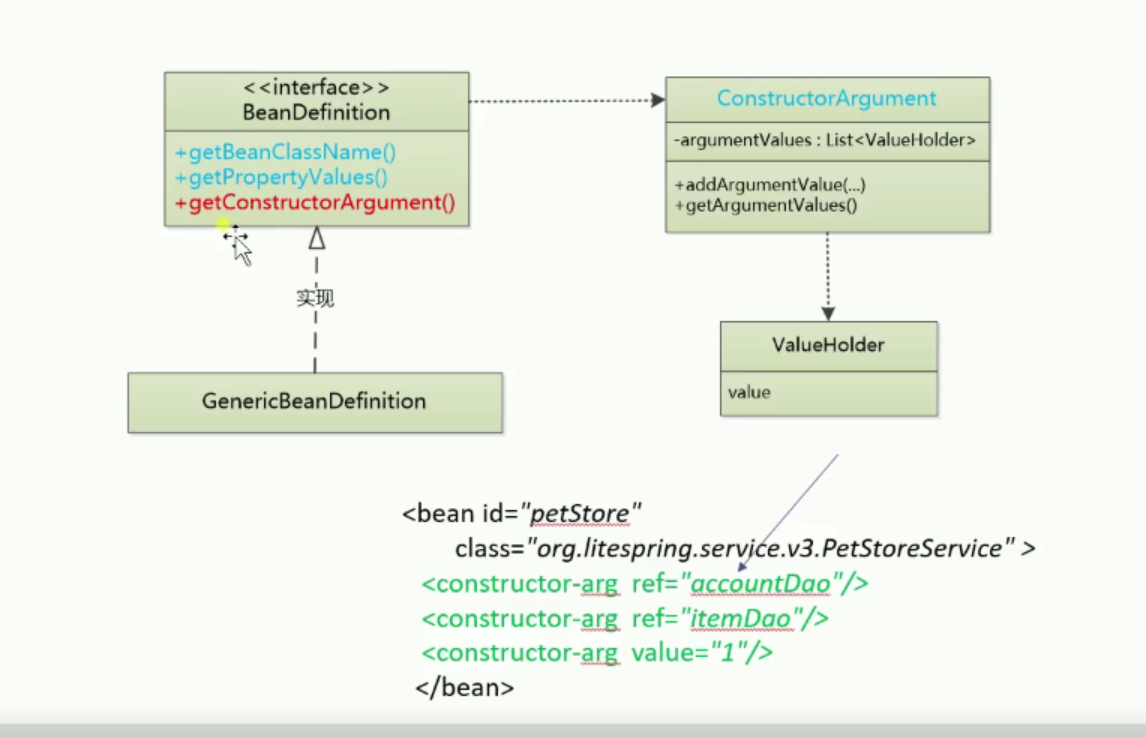 <<interface>>
BeanDefinition
+getBeanClassName()
+getPropertyValues()
+getConstructorArgument()
ConstructorArgument
-argumentValues : List<ValueHolder>
+addArgumentValue(...)
+getArgumentValues()
实现
GenericBeanDefinition
ValueHolder
value
<bean id="petStore"
class="org.litespring.service.v3.PetStoreService" >
<constructor-arg ref="accountDao"/>
<constructor-arg ref="itemDao"/>
<constructor-arg value="1"/>
</bean>